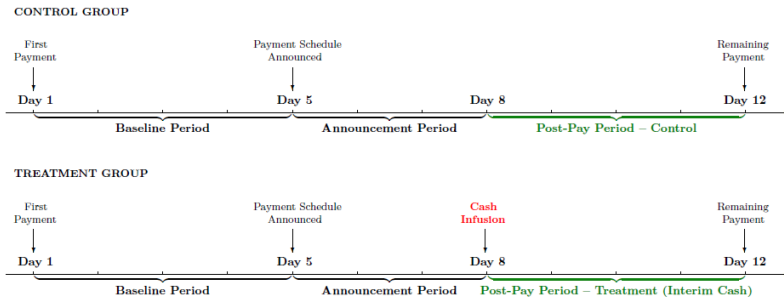 CONTROL GROUP
First
Payment
Payment Schedule
Announced
Remaining
Payment
Day 1
Day 5
Day 8
Day 12
Baseline Period
Announcement Period
Post-Pay Period – Control
TREATMENT GROUP
First
Payment
Payment Schedule
Announced
Cash
Infusion
Remaining
Payment
Day 1
Day 5
Day 8
Day 12
Baseline Period
Announcement Period
Post-Pay Period – Treatment (Interim Cash)